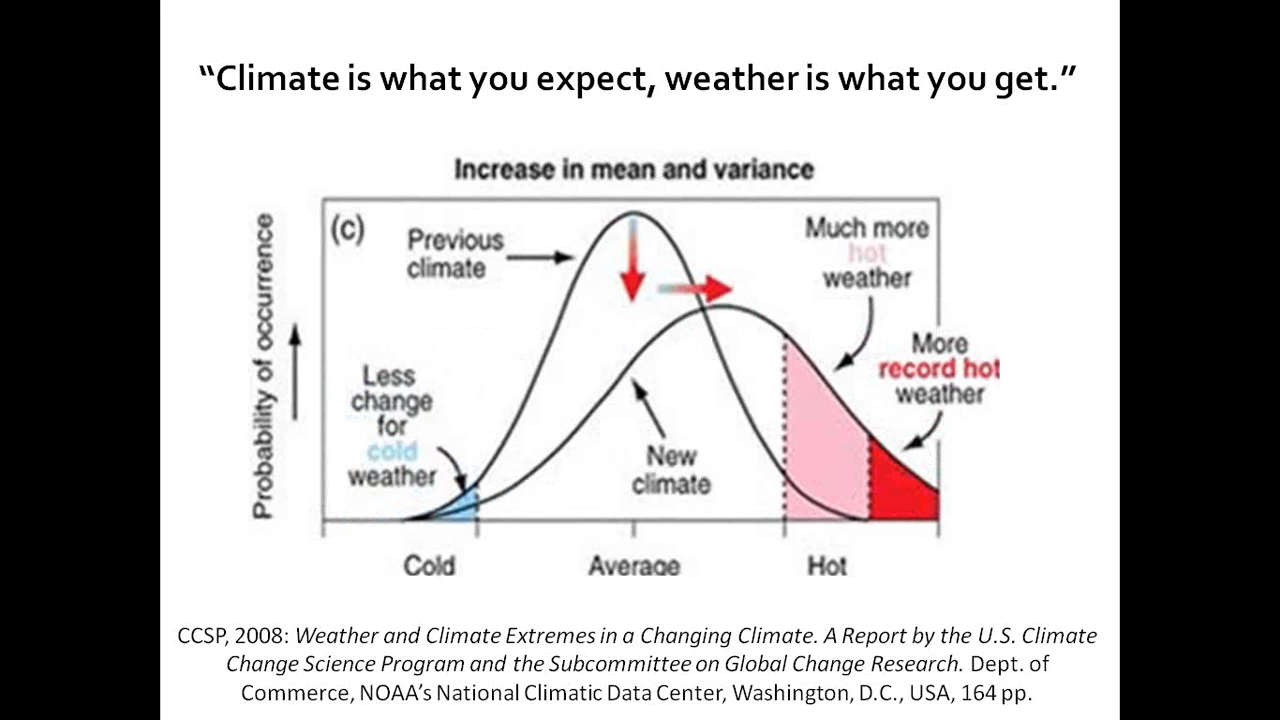 “Climate is what you expect, weather is what you get.”
Increase in mean and variance
(c)
Previous
climate
Much more
hot
weather
More
record hot
weather
Less
change
for
cold
weather
New
climate
Probability of occurrence
Cold
Average
Hot
CCSP, 2008: Weather and Climate Extremes in a Changing Climate. A Report by the U.S. Climate
Change Science Program and the Subcommittee on Global Change Research. Dept. of
Commerce, NOAA’s National Climatic Data Center, Washington, D.C., USA, 164 pp.